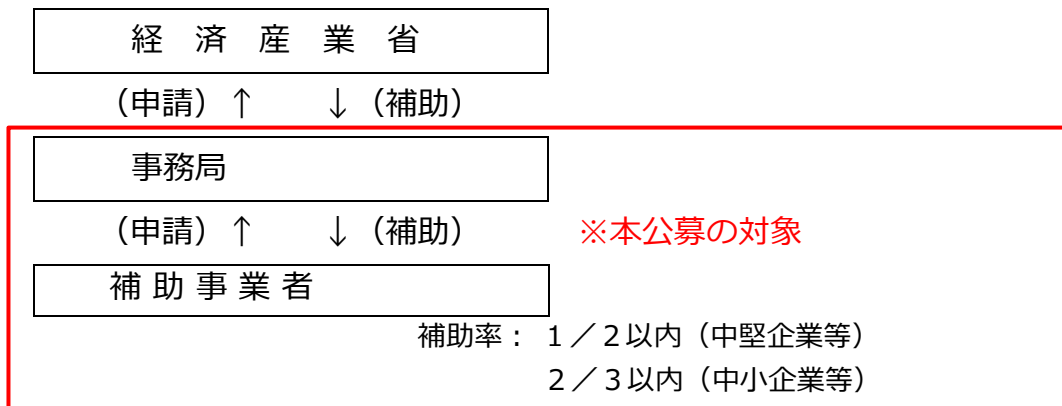 経 済 産 業 省
（申請）↑ ↓（補助）
事務局
（申請）↑ ↓（補助） ※本公募の対象
補 助 事 業 者
補助率： １／２以内（中堅企業等）
２／３以内（中小企業等）